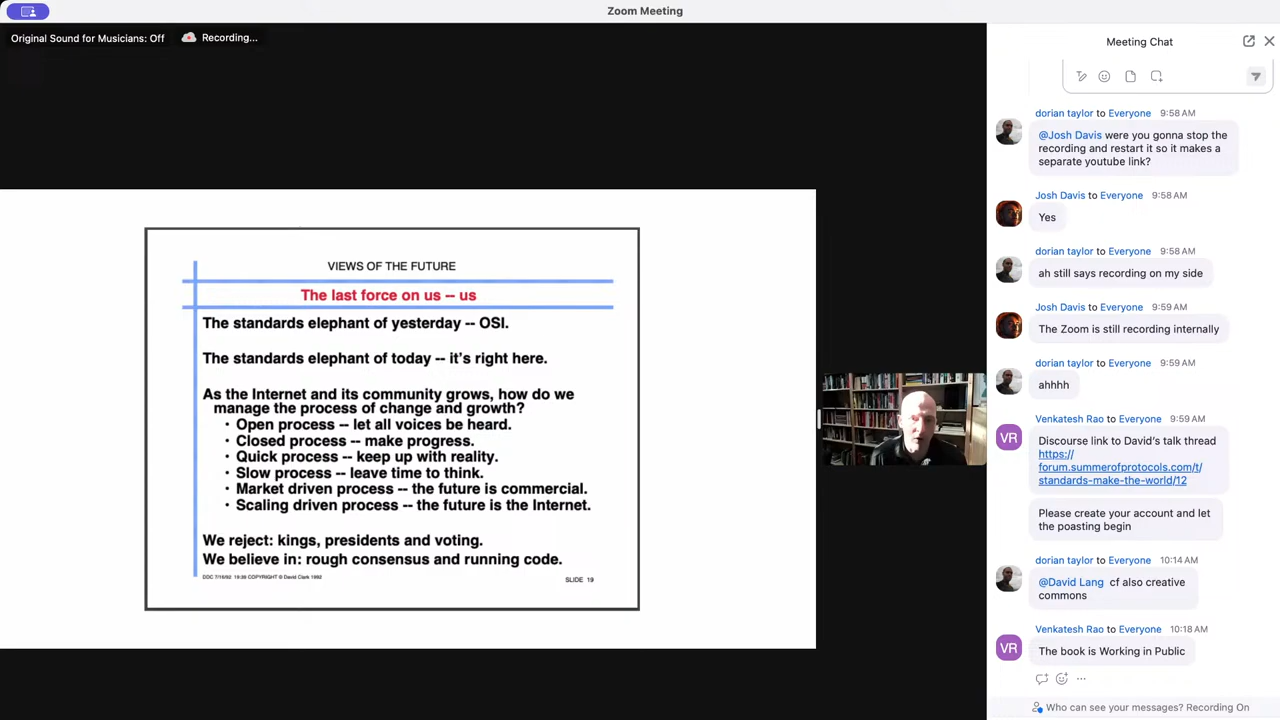 Zoom Meeting
Original Sound for Musicians: Off
Recording...
VIEWS OF THE FUTURE
The last force on us -- us
The standards elephant of yesterday -- OSI.
The standards elephant of today -- it's right here.
As the Internet and its community grows, how do we
manage the process of change and growth?
• Open process -- let all voices be heard.
• Closed process -- make progress.
• Quick process -- keep up with reality.
• Slow process -- leave time to think.
• Market driven process -- the future is commercial.
• Scaling driven process -- the future is the Internet.
We reject: kings, presidents and voting.
We believe in: rough consensus and running code.
DDC 7/16/92 19:39 COPYRIGHT © David Clark 1992
SLIDE 19
Meeting Chat
dorian taylor to Everyone 9:58 AM
@Josh Davis were you gonna stop the
recording and restart it so it makes a
separate youtube link?
Josh Davis to Everyone 9:58 AM
Yes
dorian taylor to Everyone 9:58 AM
ah still says recording on my side
Josh Davis to Everyone 9:59 AM
The Zoom is still recording internally
dorian taylor to Everyone 9:59 AM
ahhhh
Venkatesh Rao to Everyone 9:59 AM
VR
Discourse link to David's talk thread
https://
forum.summerofprotocols.com/t/
standards-make-the-world/12
Please create your account and let
the poasting begin
dorian taylor to Everyone 10:14 AM
@David Lang cf also creative
commons
Venkatesh Rao to Everyone 10:18 AM
VR
The book is Working in Public
Who can see your messages? Recording On